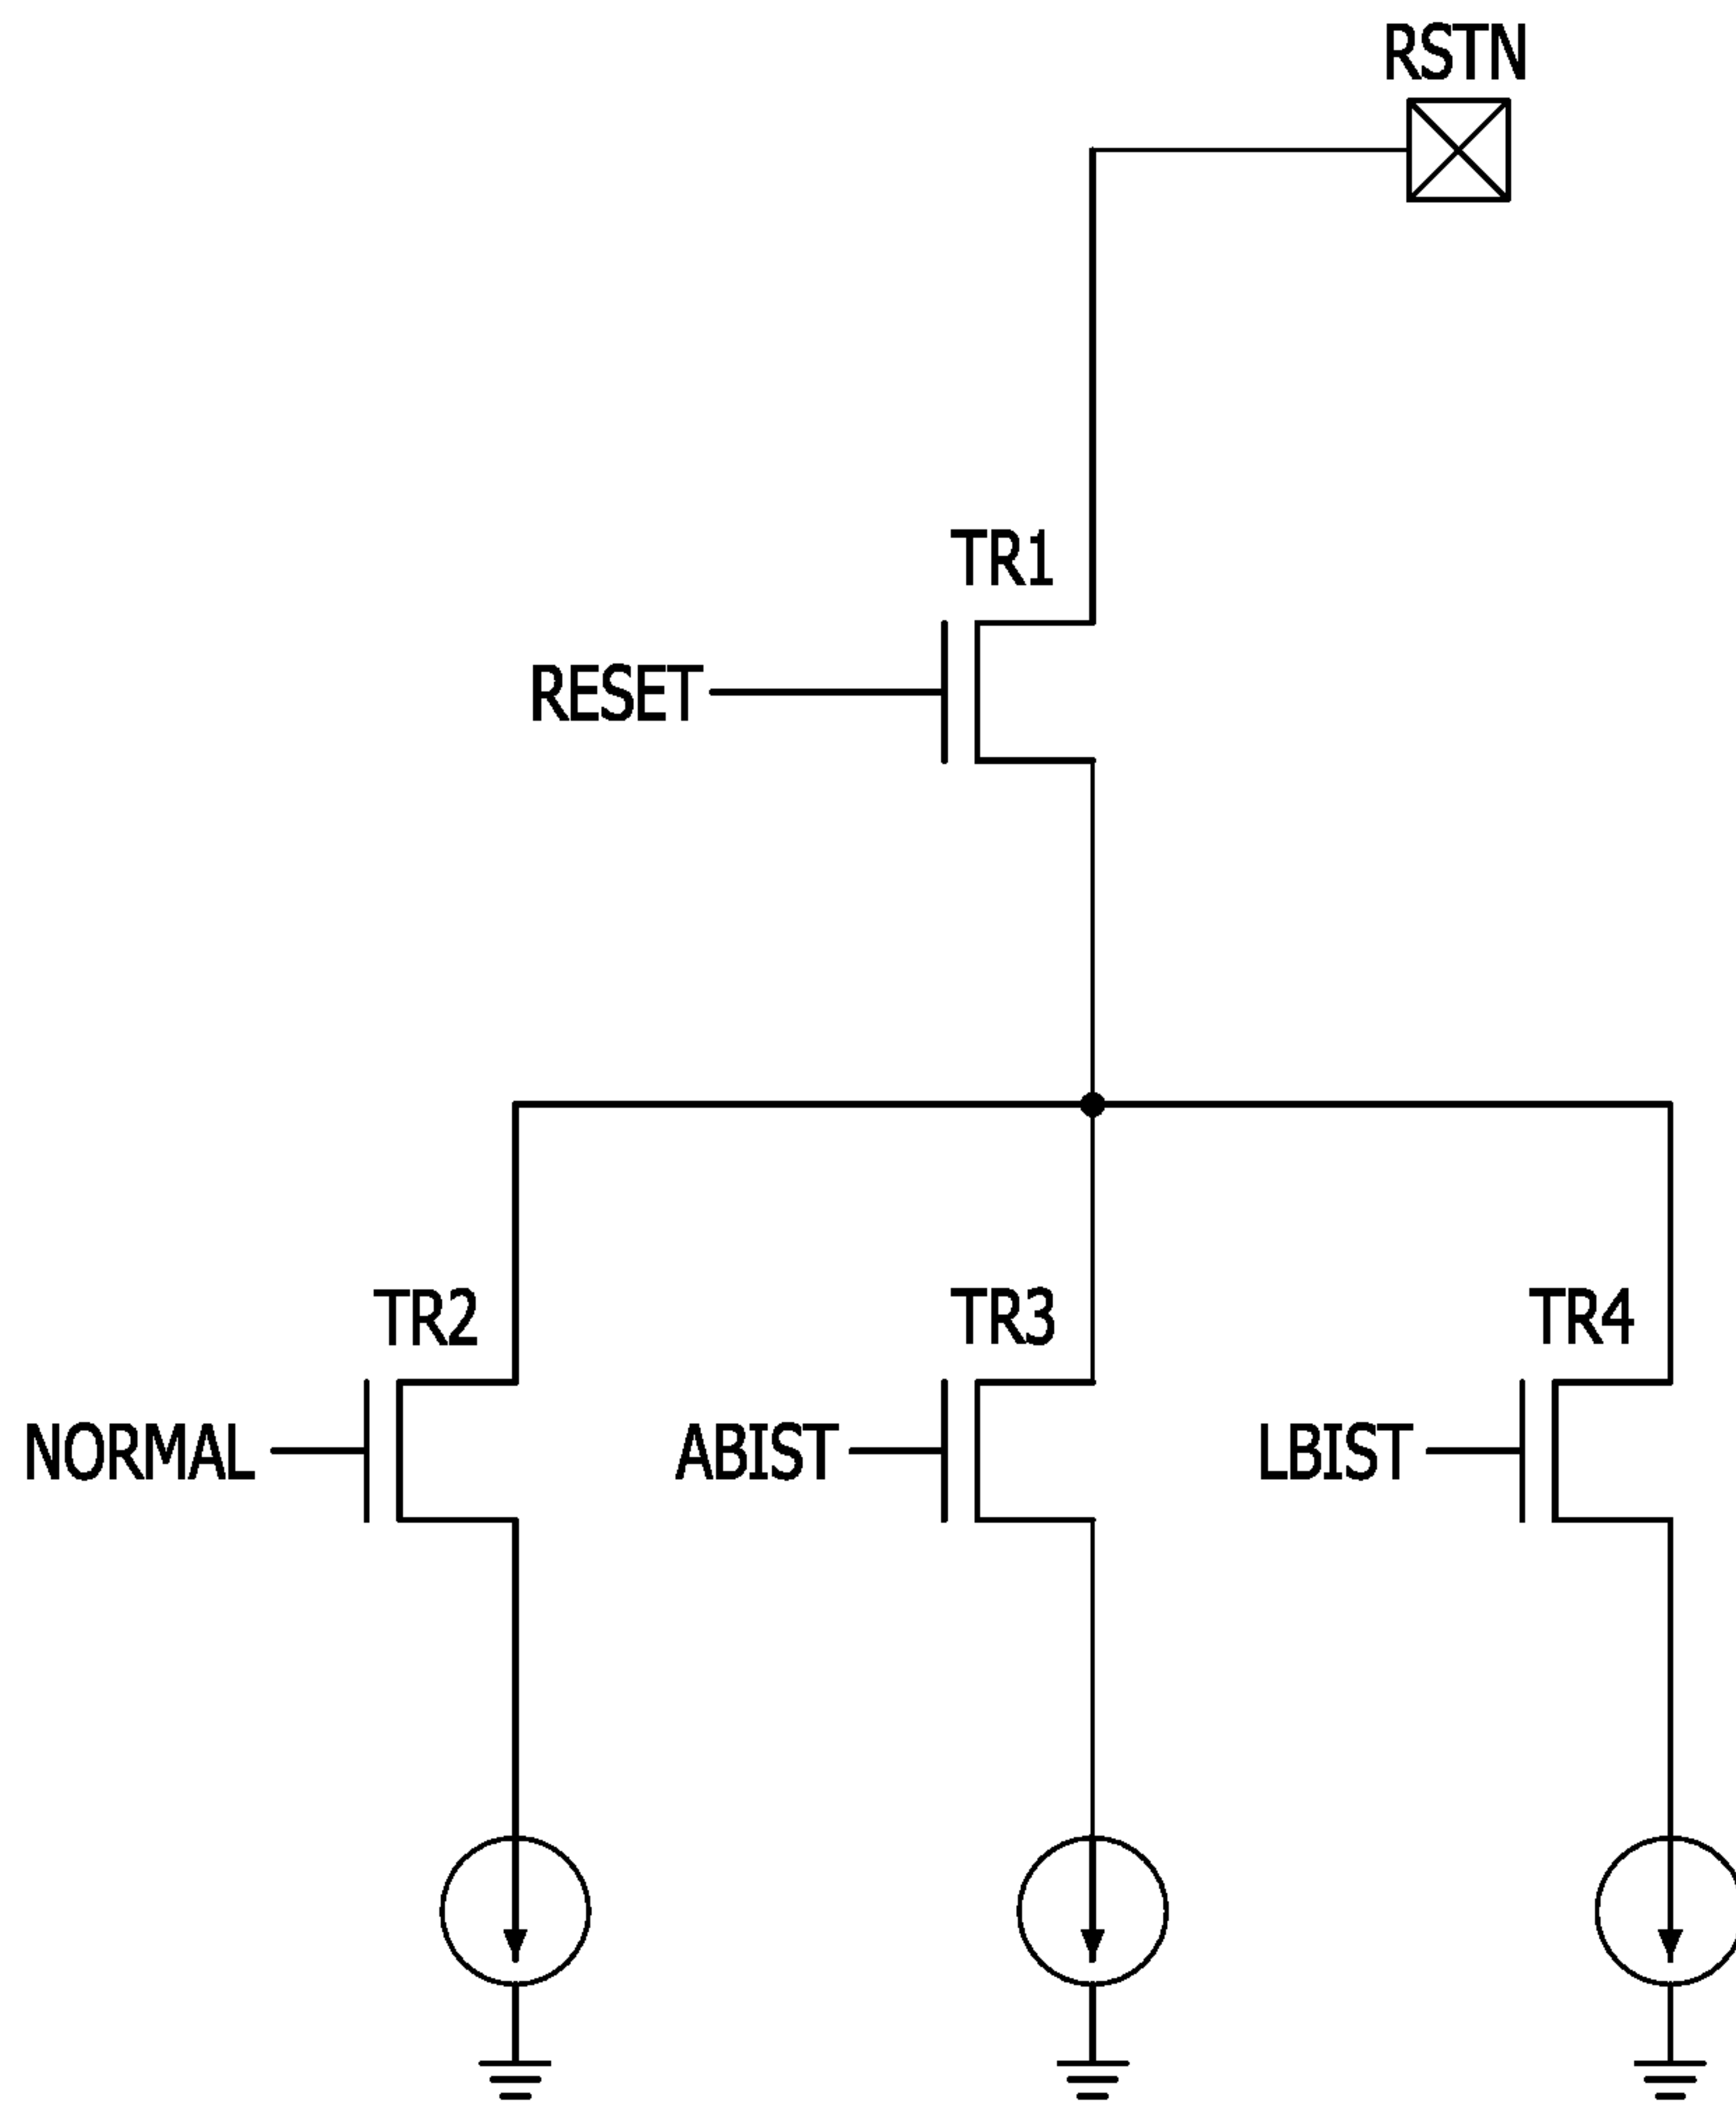 RSTN
TR1
RESET
TR2
TR3
TR4
NORMAL
ABIST
LBIST